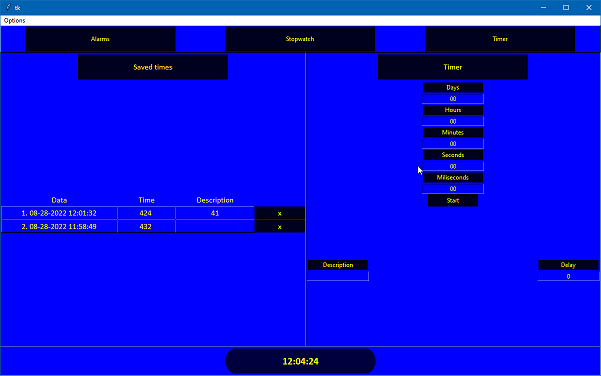 tk
Options
Alarms Stopwatch Timer
Saved times
Data Time Description
1. 08-28-2022 12:01:32 424 41 x
2. 08-28-2022 11:58:49 432 x
Timer
Days
00
Hours
00
Minutes
00
Seconds
00
Miliseconds
00
Start
Description Delay
0
12:04:24